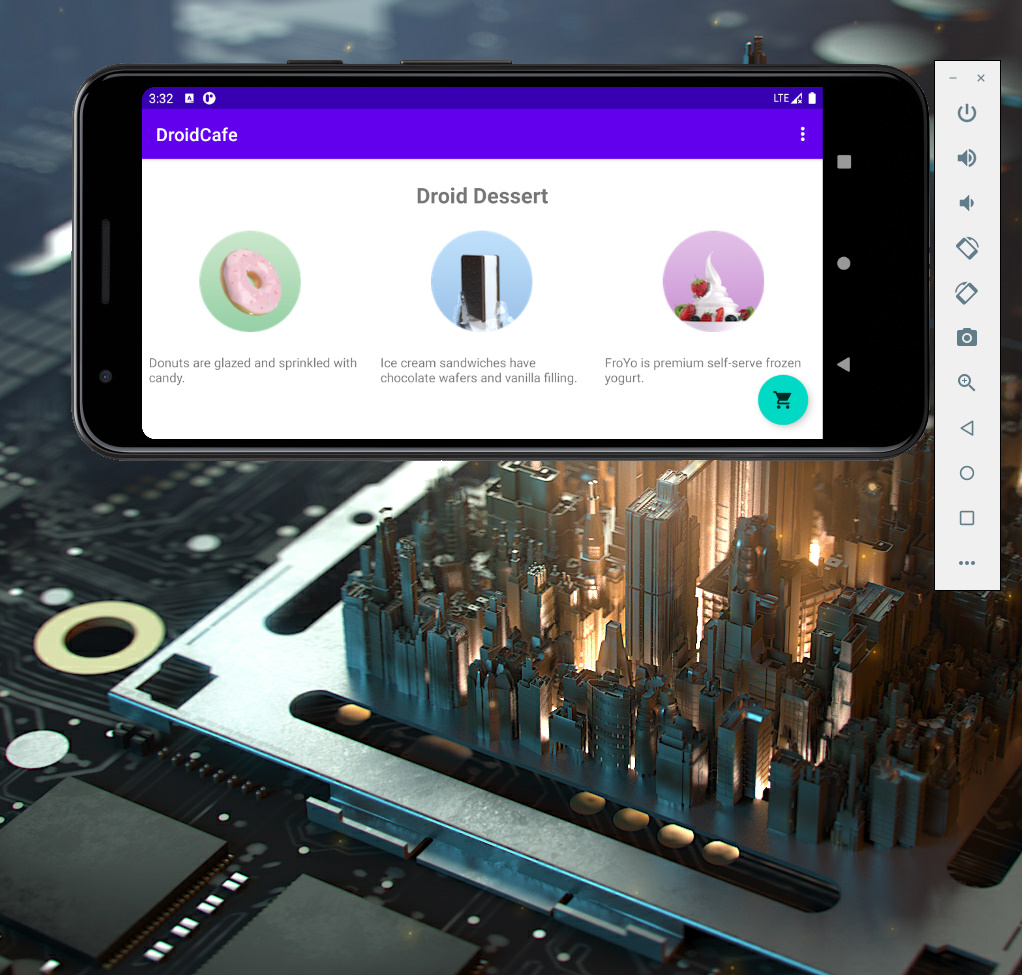 3:32
LTE
DroidCafe
Droid Dessert
Donuts are glazed and sprinkled with
candy.
Ice cream sandwiches have
chocolate wafers and vanilla filling.
FroYo is premium self-serve frozen
yogurt.